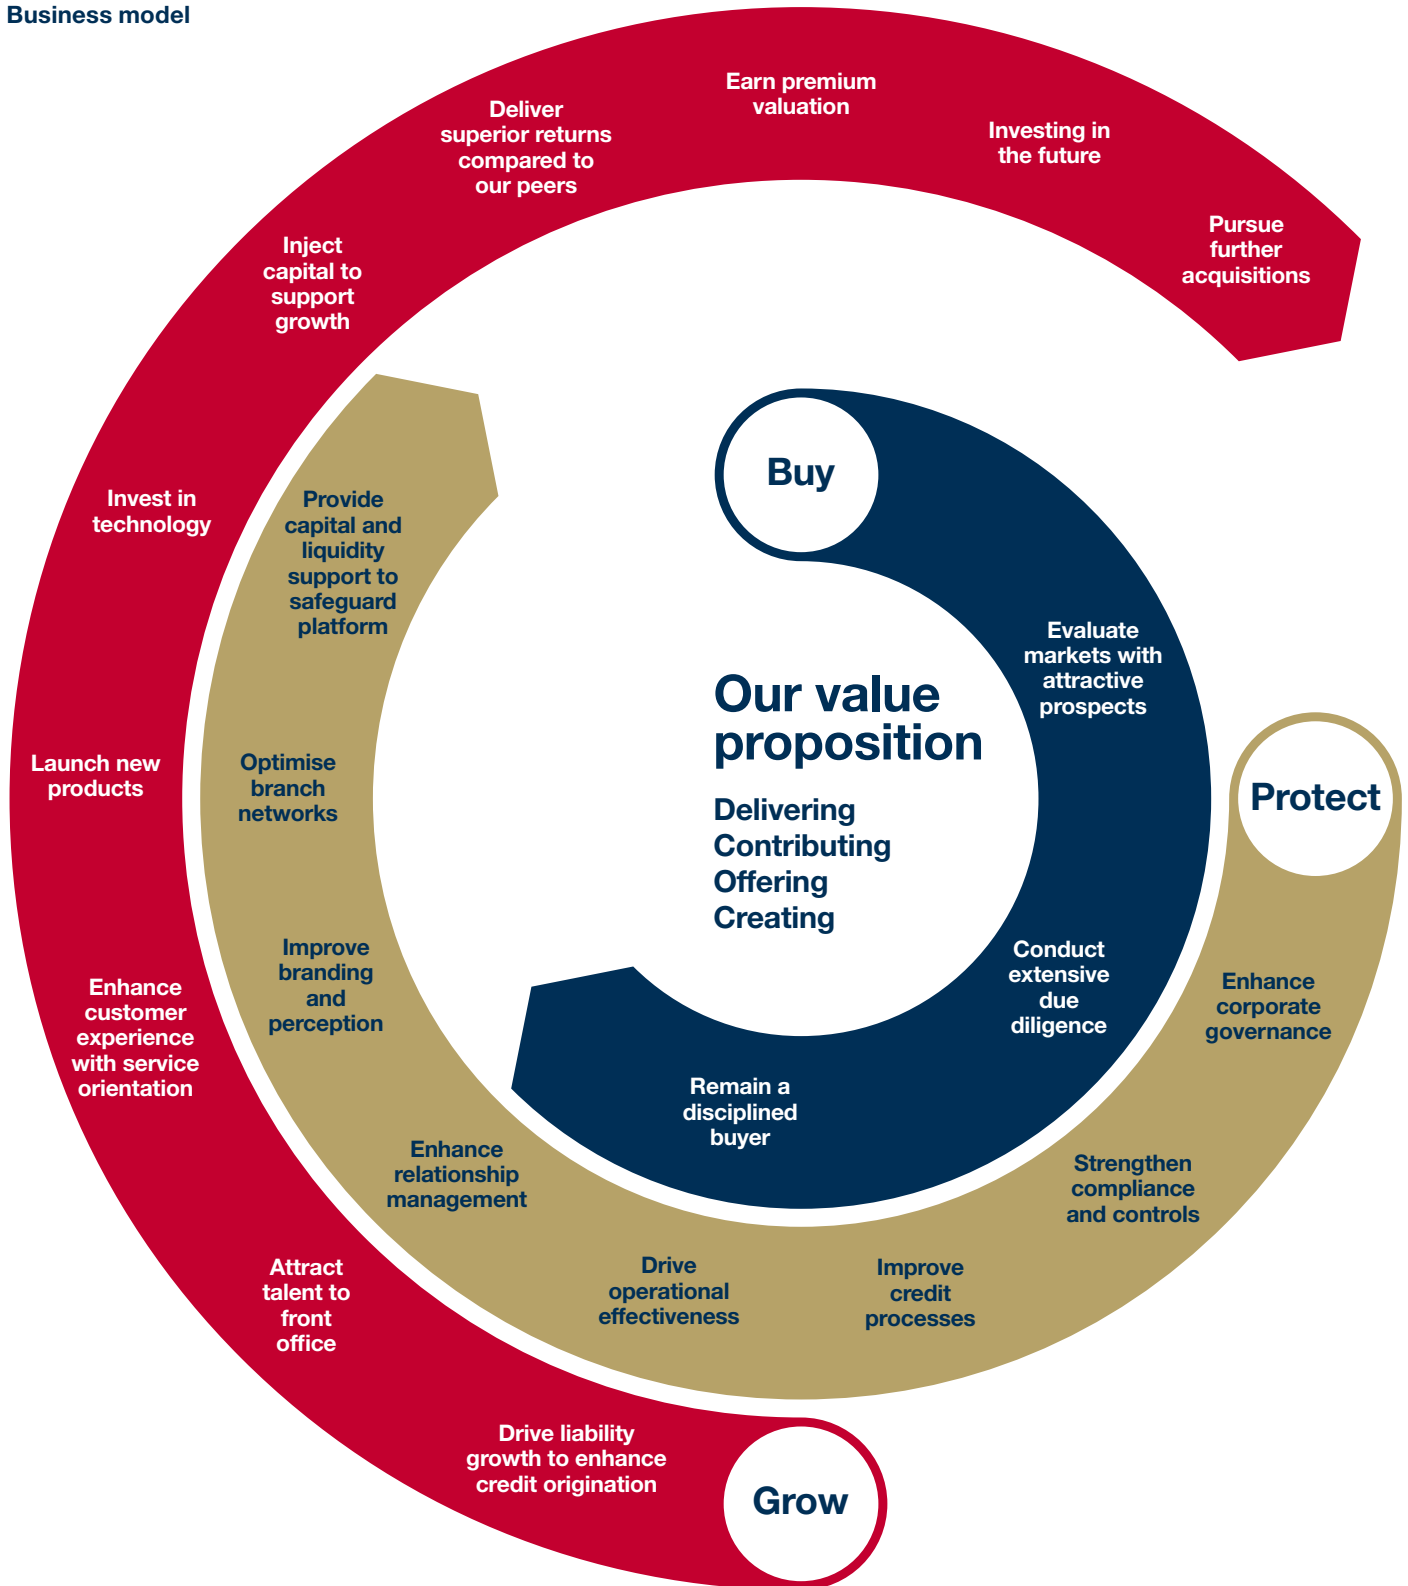 Business model
Our value
proposition
Delivering
Contributing
Offering
Creating
Buy
Evaluate
markets with
attractive
prospects
Conduct
extensive
due
diligence
Remain a
disciplined
buyer
Protect
Enhance
corporate
governance
Strengthen
compliance
and controls
Improve
credit
processes
Drive
operational
effectiveness
Enhance
relationship
management
Improve
branding
and
perception
Optimise
branch
networks
Provide
capital and
liquidity
support to
safeguard
platform
Grow
Drive liability
growth to enhance
credit origination
Attract
talent to
front
office
Enhance
customer
experience
with service
orientation
Launch new
products
Invest in
technology
Inject
capital to
support
growth
Deliver
superior returns
compared to
our peers
Earn premium
valuation
Investing in
the future
Pursue
further
acquisitions